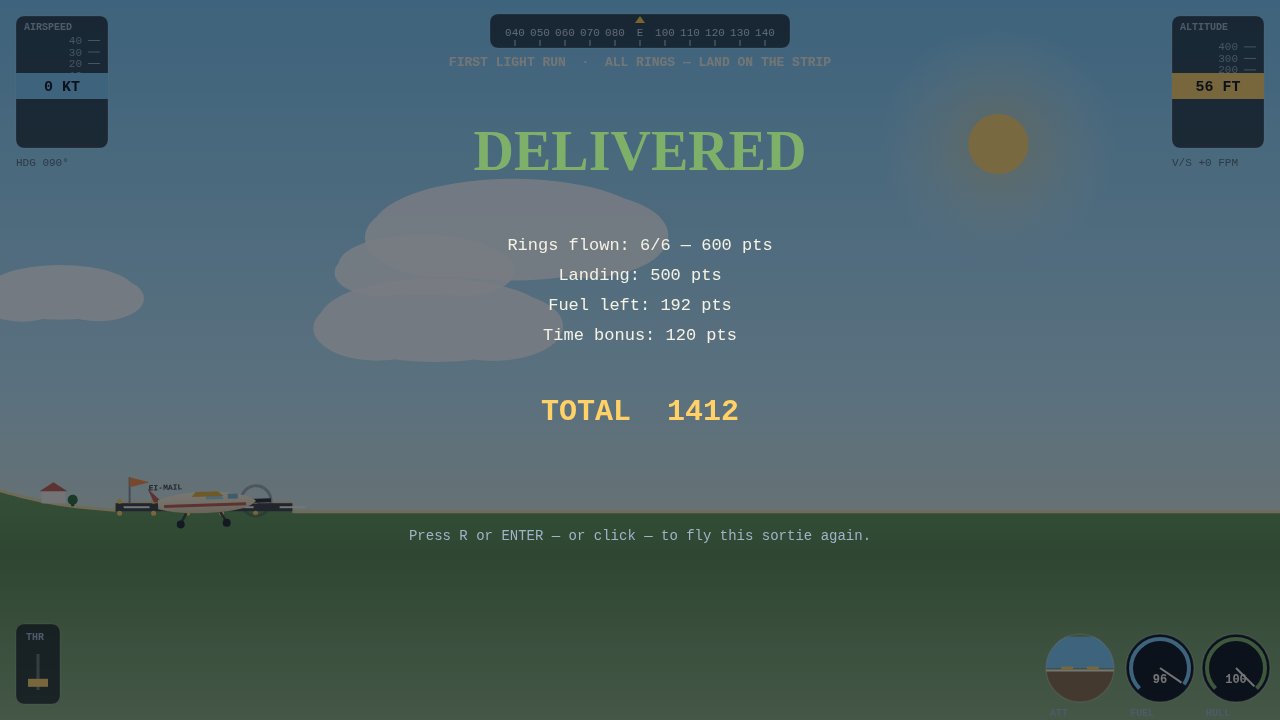 AIRSPEED
40
30
20
0 KT
HDG 090°
040 050 060 070 080 E 100 110 120 130 140
FIRST LIGHT RUN · ALL RINGS — LAND ON THE STRIP
ALTITUDE
400
300
200
56 FT
V/S +0 FPM
DELIVERED
Rings flown: 6/6 — 600 pts
Landing: 500 pts
Fuel left: 192 pts
Time bonus: 120 pts
TOTAL 1412
Press R or ENTER — or click — to fly this sortie again.
THR
96
100
ATT
FUEL
HULL